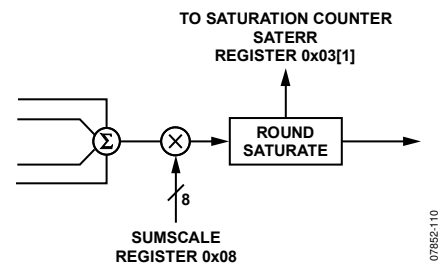 TO SATURATION COUNTER
SATERR
REGISTER 0x03[1]
Σ
×
ROUND
SATURATE
8
SUMSCALE
REGISTER 0x08
07852-110